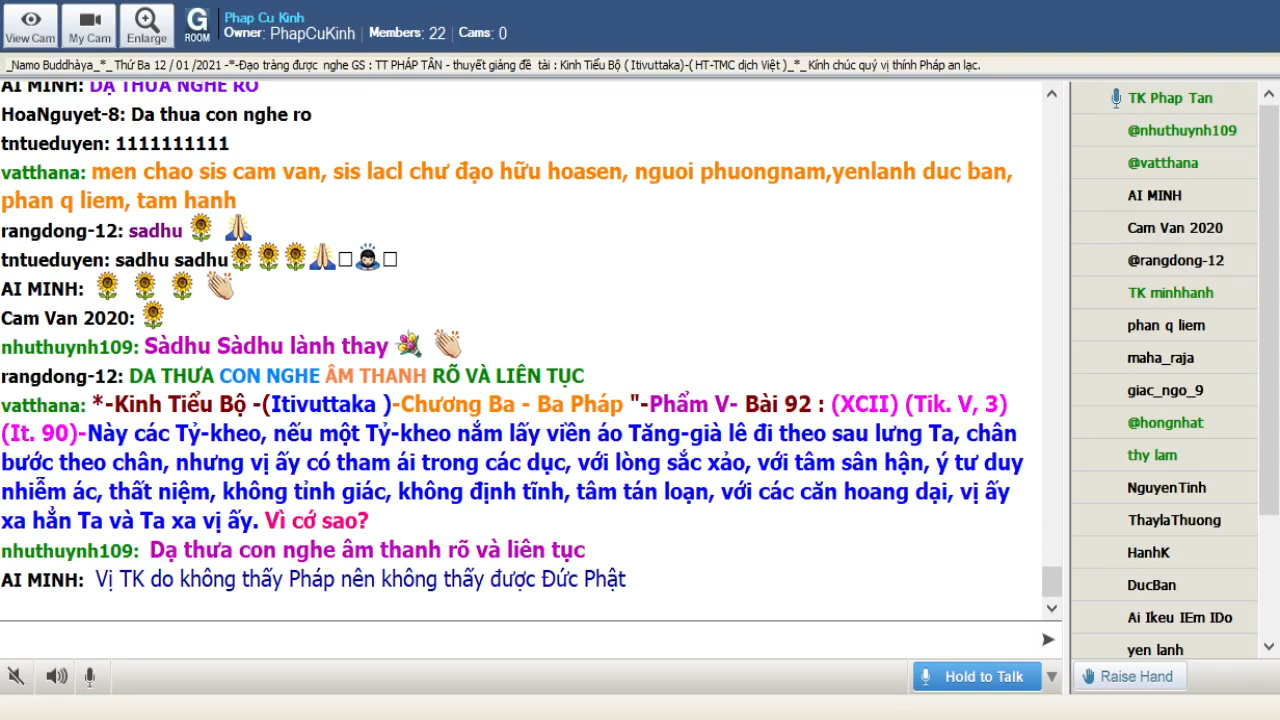 View Cam
My Cam
Enlarge
G
ROOM
Phap Cu Kinh
Owner: PhapCuKinh | Members: 22 | Cams: 0
_Namo Buddhàya_*_ Thứ Ba 12 / 01 /2021 -*-Đạo tràng được nghe GS : TT PHÁP TÂN - thuyết giảng đề tài : Kinh Tiểu Bộ ( Itivuttaka)-( HT-TMC dịch Việt )_*_ Kính chúc quý vị thính Pháp an lạc.
AI MINH: DẠ THƯA NGHE RO
HoaNguyet-8: Da thua con nghe ro
tntueduyen: 1111111111
vatthana: men chao sis cam van, sis lacl chư đạo hữu hoasen, nguoi phuongnam,yenlanh duc ban,
phan q liem, tam hanh
rangdong-12: sadhu
tntueduyen: sadhu sadhu
AI MINH:
Cam Van 2020:
nhuthuynh109: Sàdhu Sàdhu lành thay
rangdong-12: DA THƯA CON NGHE ÂM THANH RÕ VÀ LIÊN TỤC
vatthana: *-Kinh Tiểu Bộ -(Itivuttaka )-Chương Ba - Ba Pháp "-Phẩm V- Bài 92 : (XCII) (Tik. V, 3)
(It. 90)-Này các Tỷ-kheo, nếu một Tỷ-kheo nắm lấy viền áo Tăng-già lê đi theo sau lưng Ta, chân
bước theo chân, nhưng vị ấy có tham ái trong các dục, với lòng sắc xảo, với tâm sân hận, ý tư duy
nhiễm ác, thất niệm, không tỉnh giác, không định tĩnh, tâm tán loạn, với các căn hoang dại, vị ấy
xa hẳn Ta và Ta xa vị ấy. Vì cớ sao?
nhuthuynh109: Dạ thưa con nghe âm thanh rõ và liên tục
AI MINH: Vị TK do không thấy Pháp nên không thấy được Đức Phật
Hold to Talk
TK Phap Tan
@nhuthuynh109
@vatthana
AI MINH
Cam Van 2020
@rangdong-12
TK minhhanh
phan q liem
maha_raja
giac_ngo_9
@hongnhat
thy lam
NguyenTinh
ThaylaThuong
HanhK
DucBan
Ai Ikeu IEm IDo
yen lanh
Raise Hand